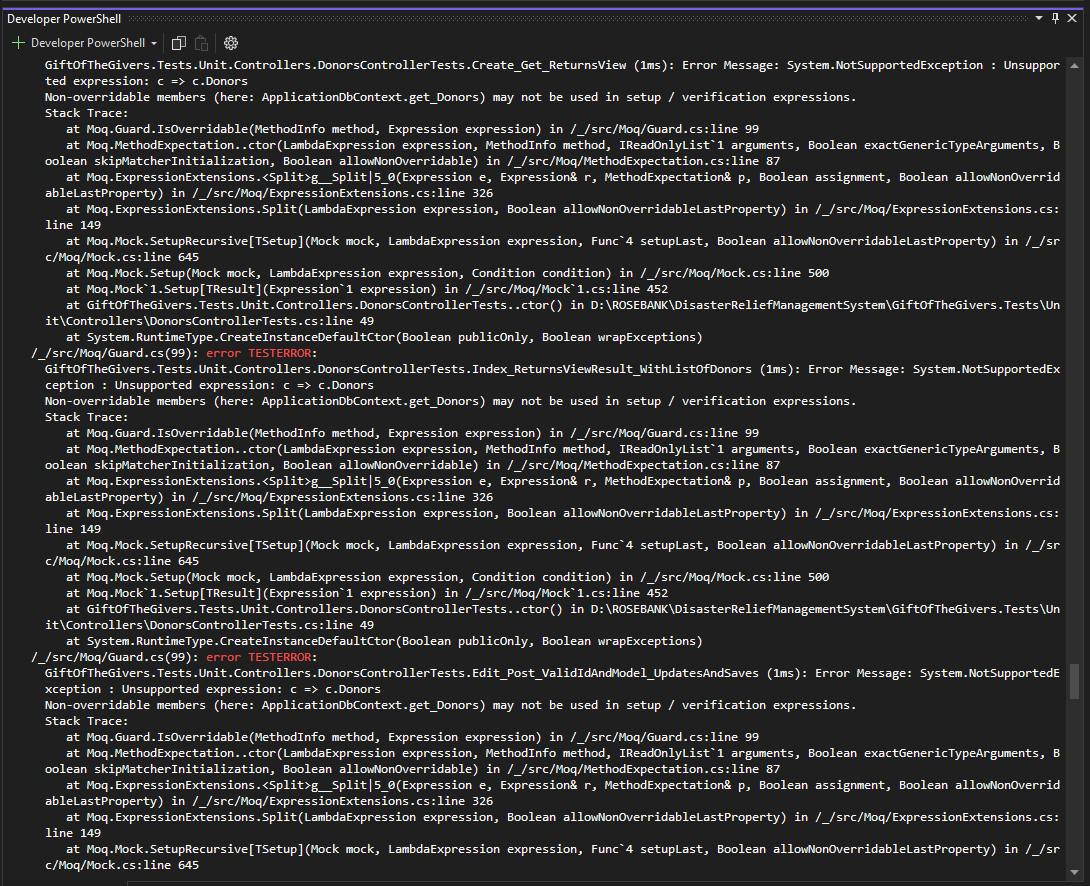 Developer PowerShell
Developer PowerShell
GiftOfTheGivers.Tests.Unit.Controllers.DonorsControllerTests.Create_Get_ReturnsView (1ms): Error Message: System.NotSupportedException : Unsuppor
ted expression: c => c.Donors
Non-overridable members (here: ApplicationDbContext.get_Donors) may not be used in setup / verification expressions.
Stack Trace:
at Moq.Guard.IsOverridable(MethodInfo method, Expression expression) in /_/src/Moq/Guard.cs:line 99
at Moq.MethodExpectation..ctor(LambdaExpression expression, MethodInfo method, IReadOnlyList`1 arguments, Boolean exactGenericTypeArguments, B
oolean skipMatcherInitialization, Boolean allowNonOverridable) in /_/src/Moq/MethodExpectation.cs:line 87
at Moq.ExpressionExtensions.<Split>g__Split|5_0(Expression e, Expression& r, MethodExpectation& p, Boolean assignment, Boolean allowNonOverrid
ableLastProperty) in /_/src/Moq/ExpressionExtensions.cs:line 326
at Moq.ExpressionExtensions.Split(LambdaExpression expression, Boolean allowNonOverridableLastProperty) in /_/src/Moq/ExpressionExtensions.cs:
line 149
at Moq.Mock.SetupRecursive[TSetup](Mock mock, LambdaExpression expression, Func`4 setupLast, Boolean allowNonOverridableLastProperty) in /_/sr
c/Moq/Mock.cs:line 645
at Moq.Mock.Setup(Mock mock, LambdaExpression expression, Condition condition) in /_/src/Moq/Mock.cs:line 500
at Moq.Mock`1.Setup[TResult](Expression`1 expression) in /_/src/Moq/Mock`1.cs:line 452
at GiftOfTheGivers.Tests.Unit.Controllers.DonorsControllerTests..ctor() in D:\ROSEBANK\DisasterReliefManagementSystem\GiftOfTheGivers.Tests\Un
it\Controllers\DonorsControllerTests.cs:line 49
at System.RuntimeType.CreateInstanceDefaultCtor(Boolean publicOnly, Boolean wrapExceptions)
/_/src/Moq/Guard.cs(99): error TESTERROR:
GiftOfTheGivers.Tests.Unit.Controllers.DonorsControllerTests.Index_ReturnsViewResult_WithListOfDonors (1ms): Error Message: System.NotSupportedEx
ception : Unsupported expression: c => c.Donors
Non-overridable members (here: ApplicationDbContext.get_Donors) may not be used in setup / verification expressions.
Stack Trace:
at Moq.Guard.IsOverridable(MethodInfo method, Expression expression) in /_/src/Moq/Guard.cs:line 99
at Moq.MethodExpectation..ctor(LambdaExpression expression, MethodInfo method, IReadOnlyList`1 arguments, Boolean exactGenericTypeArguments, B
oolean skipMatcherInitialization, Boolean allowNonOverridable) in /_/src/Moq/MethodExpectation.cs:line 87
at Moq.ExpressionExtensions.<Split>g__Split|5_0(Expression e, Expression& r, MethodExpectation& p, Boolean assignment, Boolean allowNonOverrid
ableLastProperty) in /_/src/Moq/ExpressionExtensions.cs:line 326
at Moq.ExpressionExtensions.Split(LambdaExpression expression, Boolean allowNonOverridableLastProperty) in /_/src/Moq/ExpressionExtensions.cs:
line 149
at Moq.Mock.SetupRecursive[TSetup](Mock mock, LambdaExpression expression, Func`4 setupLast, Boolean allowNonOverridableLastProperty) in /_/sr
c/Moq/Mock.cs:line 645
at Moq.Mock.Setup(Mock mock, LambdaExpression expression, Condition condition) in /_/src/Moq/Mock.cs:line 500
at Moq.Mock`1.Setup[TResult](Expression`1 expression) in /_/src/Moq/Mock`1.cs:line 452
at GiftOfTheGivers.Tests.Unit.Controllers.DonorsControllerTests..ctor() in D:\ROSEBANK\DisasterReliefManagementSystem\GiftOfTheGivers.Tests\Un
it\Controllers\DonorsControllerTests.cs:line 49
at System.RuntimeType.CreateInstanceDefaultCtor(Boolean publicOnly, Boolean wrapExceptions)
/_/src/Moq/Guard.cs(99): error TESTERROR:
GiftOfTheGivers.Tests.Unit.Controllers.DonorsControllerTests.Edit_Post_ValidIdAndModel_UpdatesAndSaves (1ms): Error Message: System.NotSupportedE
xception : Unsupported expression: c => c.Donors
Non-overridable members (here: ApplicationDbContext.get_Donors) may not be used in setup / verification expressions.
Stack Trace:
at Moq.Guard.IsOverridable(MethodInfo method, Expression expression) in /_/src/Moq/Guard.cs:line 99
at Moq.MethodExpectation..ctor(LambdaExpression expression, MethodInfo method, IReadOnlyList`1 arguments, Boolean exactGenericTypeArguments, B
oolean skipMatcherInitialization, Boolean allowNonOverridable) in /_/src/Moq/MethodExpectation.cs:line 87
at Moq.ExpressionExtensions.<Split>g__Split|5_0(Expression e, Expression& r, MethodExpectation& p, Boolean assignment, Boolean allowNonOverrid
ableLastProperty) in /_/src/Moq/ExpressionExtensions.cs:line 326
at Moq.ExpressionExtensions.Split(LambdaExpression expression, Boolean allowNonOverridableLastProperty) in /_/src/Moq/ExpressionExtensions.cs:
line 149
at Moq.Mock.SetupRecursive[TSetup](Mock mock, LambdaExpression expression, Func`4 setupLast, Boolean allowNonOverridableLastProperty) in /_/sr
c/Moq/Mock.cs:line 645